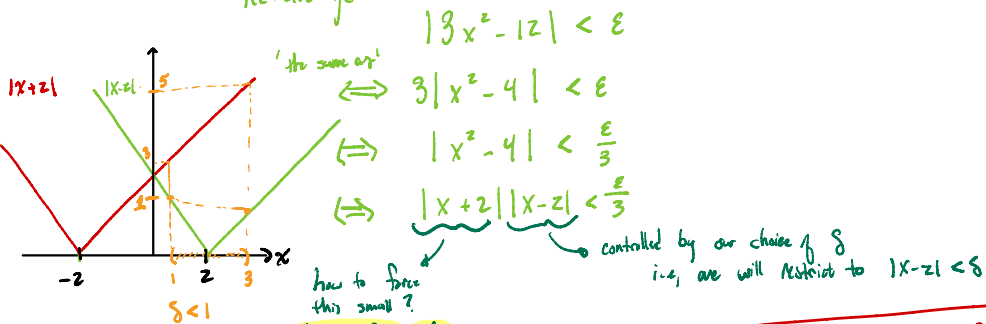 |3x² - 12| < ε
'the same as'
⟺ 3|x² - 4| < ε
⟺ |x² - 4| < ε/3
⟺ |x + 2||x - 2| < ε/3
|x+2|
|x-2|
5
3
1
-2
2
x
1
3
δ < 1
how to force
this small?
controlled by our choice of δ
i.e., we will restrict to |x-2| < δ